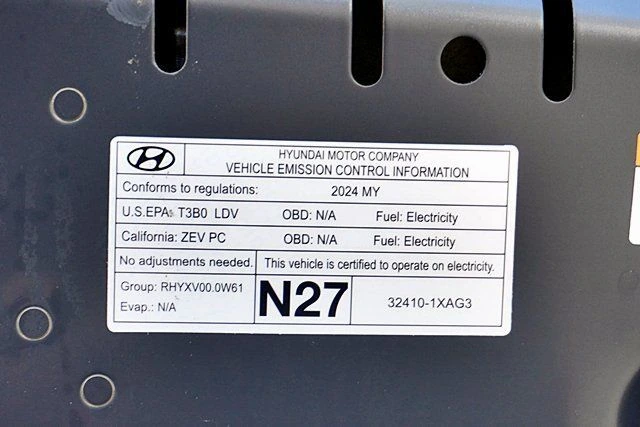 HYUNDAI MOTOR COMPANY
VEHICLE EMISSION CONTROL INFORMATION
Conforms to regulations: 2024 MY
U.S.EPA: T3B0 LDV OBD: N/A Fuel: Electricity
California: ZEV PC OBD: N/A Fuel: Electricity
No adjustments needed. This vehicle is certified to operate on electricity.
Group: RHYXV00.0W61
Evap.: N/A
N27
32410-1XAG3